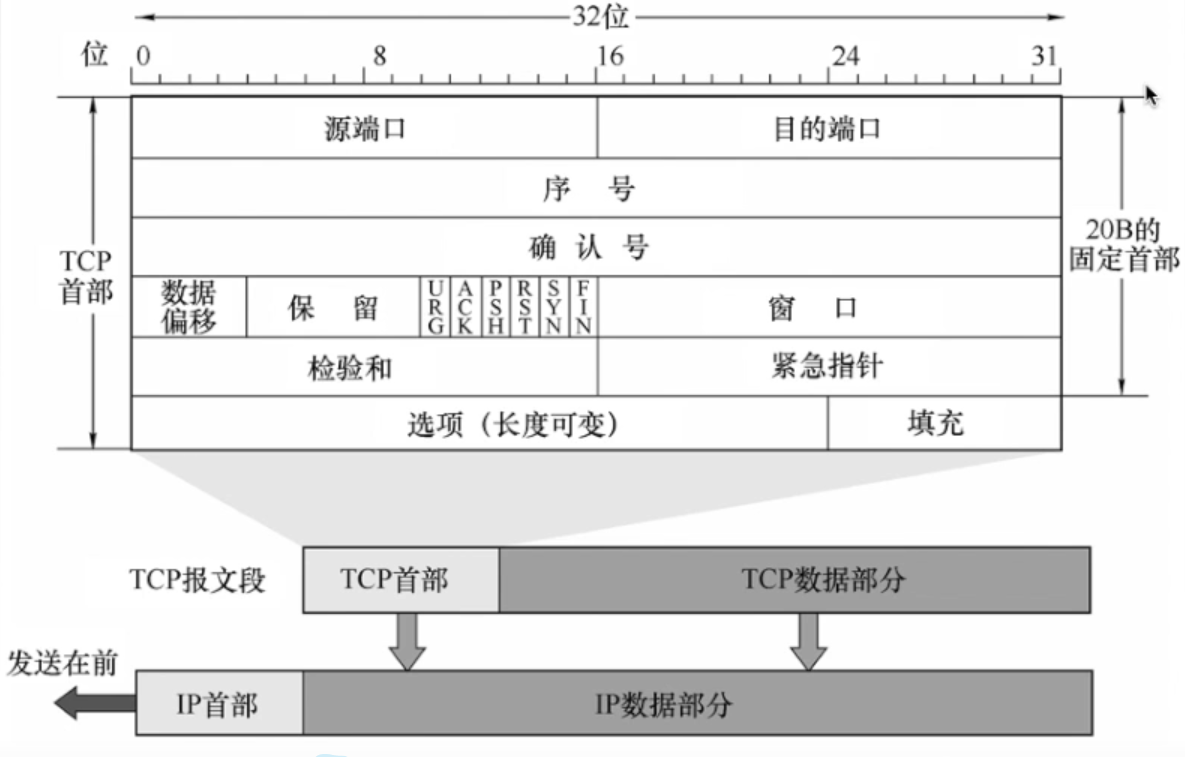 32位
位 0 8 16 24 31
源端口 目的端口
序 号
确 认 号
TCP
首部
20B的
固定首部
数据
偏移
保 留
URG
ACK
PSH
RST
SYN
FIN
窗 口
检验和 紧急指针
选项（长度可变） 填充
TCP报文段 TCP首部 TCP数据部分
发送在前
IP首部 IP数据部分